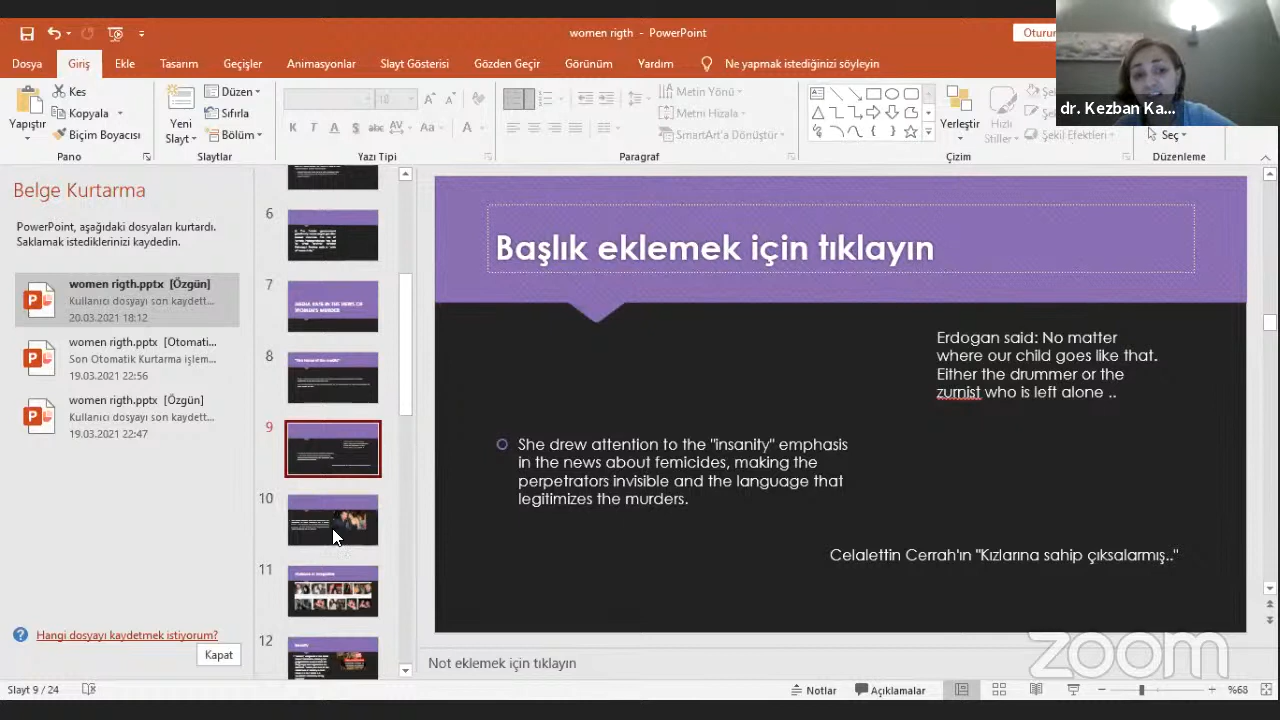 women rigth - PowerPoint
Oturum
Dosya Giriş Ekle Tasarım Geçişler Animasyonlar Slayt Gösterisi Gözden Geçir Görünüm Yardım Ne yapmak istediğinizi söyleyin
dr. Kezban Ka...
Yapıştır
Kes
Kopyala
Biçim Boyacısı
Pano
Yeni
Slayt
Düzen
Sıfırla
Bölüm
Slaytlar
18
K T A S abc AV Aa A
Yazı Tipi
Metin Yönü
Metni Hizala
SmartArt'a Dönüştür
Paragraf
Yerleştir
Hızlı
Stiller
Şekil Efektleri
Çizim
Seç
Düzenleme
Belge Kurtarma
PowerPoint, aşağıdaki dosyaları kurtardı.
Saklamak istediklerinizi kaydedin.
women rigth.pptx [Özgün]
Kullanıcı dosyayı son kaydett...
20.03.2021 18:12
women rigth.pptx [Otomati...
Son Otomatik Kurtarma işlem...
19.03.2021 22:56
women rigth.pptx [Özgün]
Kullanıcı dosyayı son kaydett...
19.03.2021 22:47
Hangi dosyayı kaydetmek istiyorum?
Kapat
6
7
8
9
10
11
12
Başlık eklemek için tıklayın
Erdogan said: No matter
where our child goes like that.
Either the drummer or the
zurnist who is left alone ..
She drew attention to the "insanity" emphasis
in the news about femicides, making the
perpetrators invisible and the language that
legitimizes the murders.
Celalettin Cerrah'ın "Kızlarına sahip çıksalarmış.."
zoom
Not eklemek için tıklayın
Slayt 9 / 24
Notlar
Açıklamalar
%68